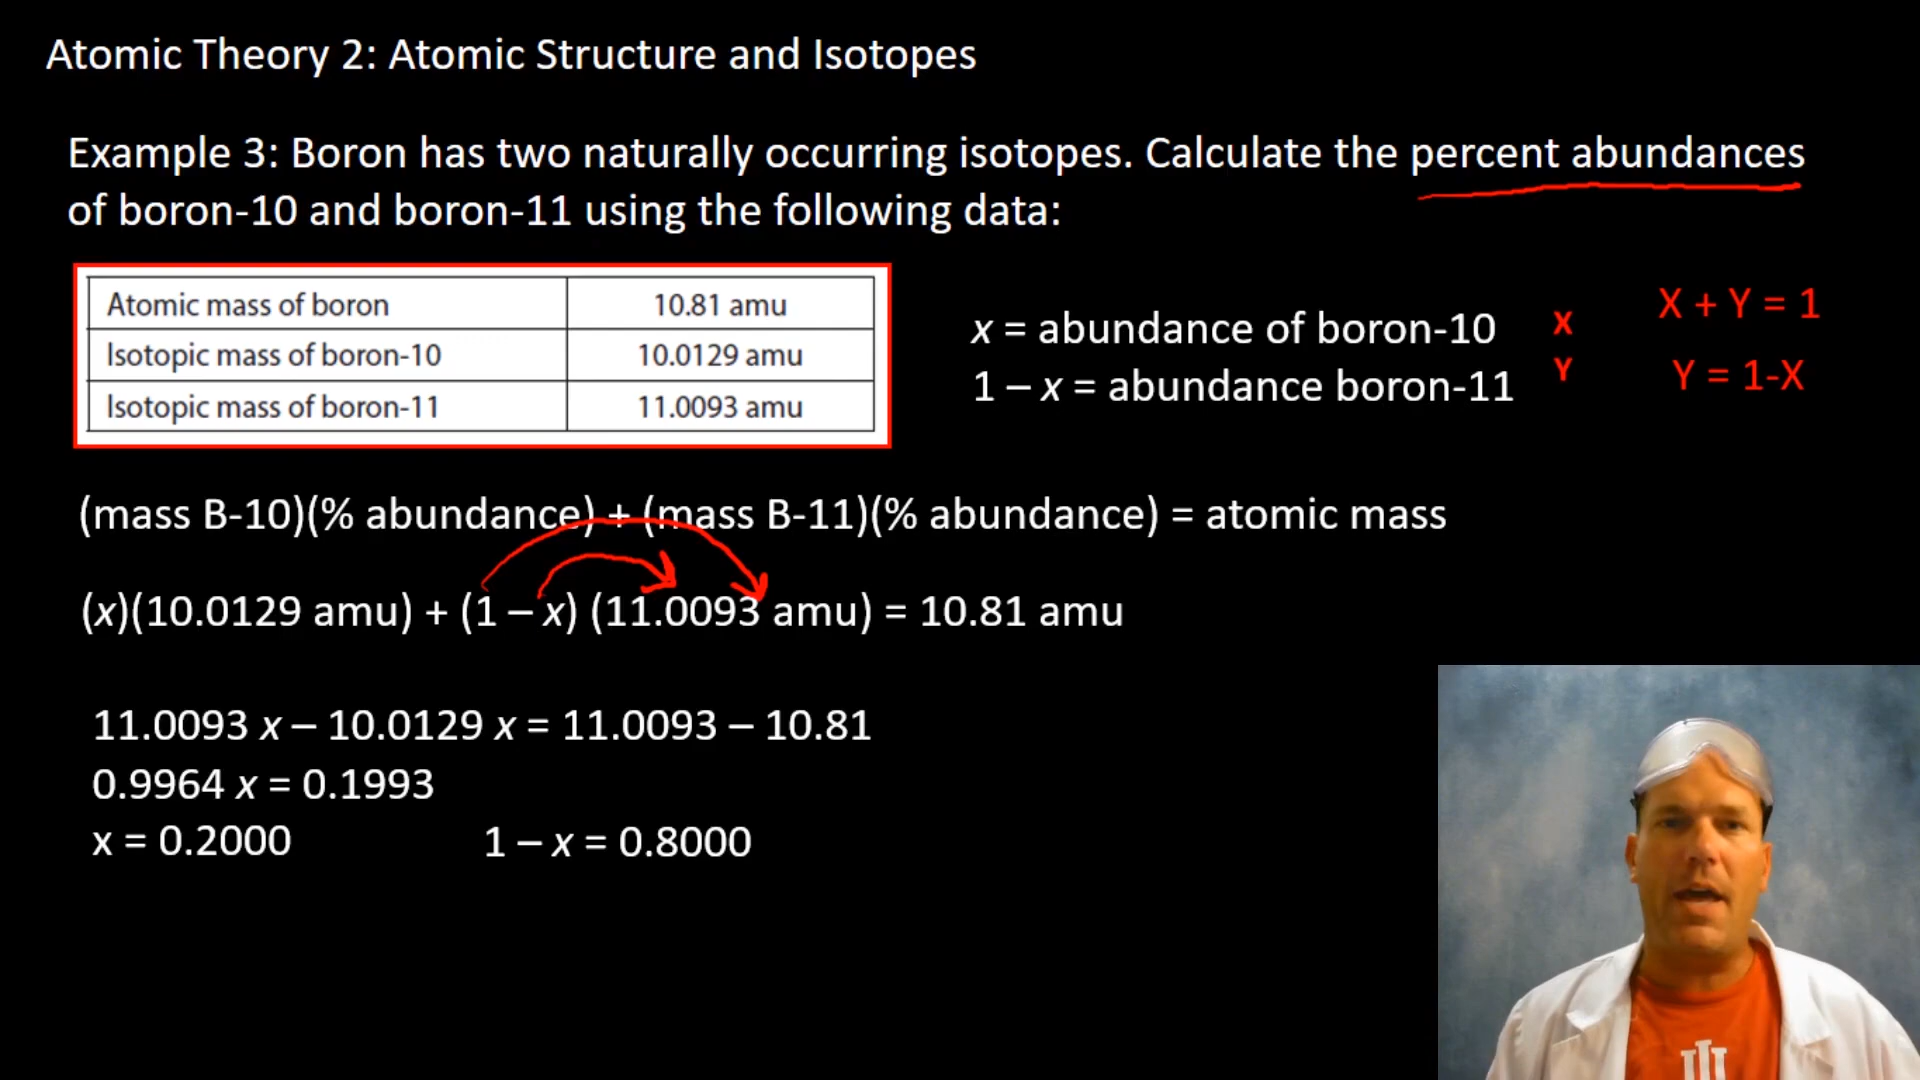 Atomic Theory 2: Atomic Structure and Isotopes
Example 3: Boron has two naturally occurring isotopes. Calculate the percent abundances
of boron-10 and boron-11 using the following data:
Atomic mass of boron 10.81 amu
Isotopic mass of boron-10 10.0129 amu
Isotopic mass of boron-11 11.0093 amu
x = abundance of boron-10 X
1 – x = abundance boron-11 Y
X + Y = 1
Y = 1-X
(mass B-10)(% abundance) + (mass B-11)(% abundance) = atomic mass
(x)(10.0129 amu) + (1 – x) (11.0093 amu) = 10.81 amu
11.0093 x – 10.0129 x = 11.0093 – 10.81
0.9964 x = 0.1993
x = 0.2000 1 – x = 0.8000